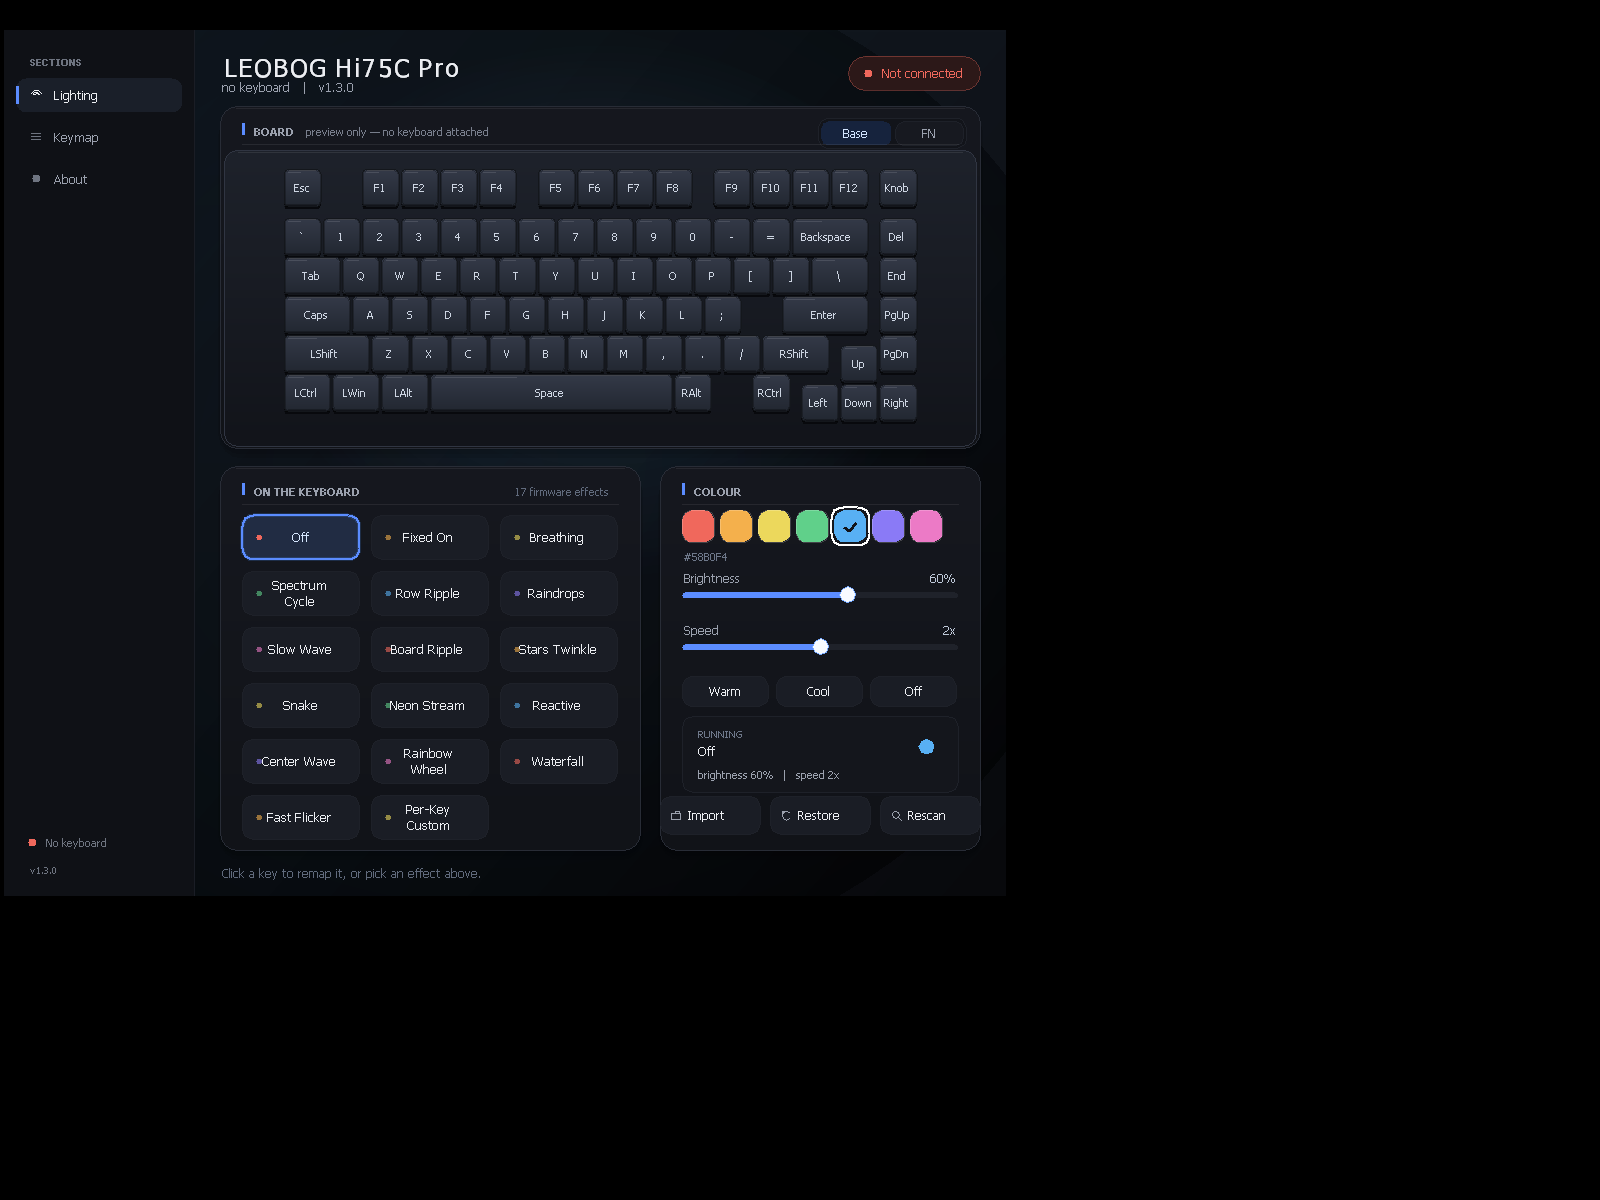 SECTIONS
Lighting
Keymap
About
No keyboard
v1.3.0
LEOBOG Hi75C Pro
no keyboard | v1.3.0
Not connected
BOARD preview only — no keyboard attached
Base FN
Esc F1 F2 F3 F4 F5 F6 F7 F8 F9 F10 F11 F12 Knob
` 1 2 3 4 5 6 7 8 9 0 - = Backspace Del
Tab Q W E R T Y U I O P [ ] \ End
Caps A S D F G H J K L ; Enter PgUp
LShift Z X C V B N M , . / RShift Up PgDn
LCtrl LWin LAlt Space RAlt RCtrl Left Down Right
ON THE KEYBOARD 17 firmware effects
Off Fixed On Breathing
Spectrum
Cycle
Row Ripple Raindrops
Slow Wave Board Ripple Stars Twinkle
Snake Neon Stream Reactive
Center Wave
Rainbow
Wheel
Waterfall
Fast Flicker
Per-Key
Custom
COLOUR
#58B0F4
Brightness 60%
Speed 2x
Warm Cool Off
RUNNING
Off
brightness 60% | speed 2x
Import Restore Rescan
Click a key to remap it, or pick an effect above.